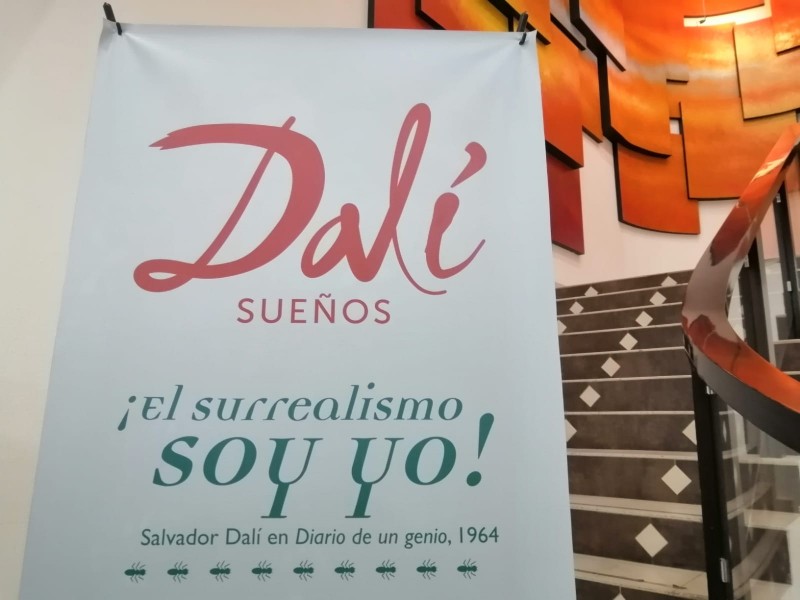 Dalí
SUEÑOS
¡El surrealismo
soy yo!
Salvador Dalí en Diario de un genio, 1964